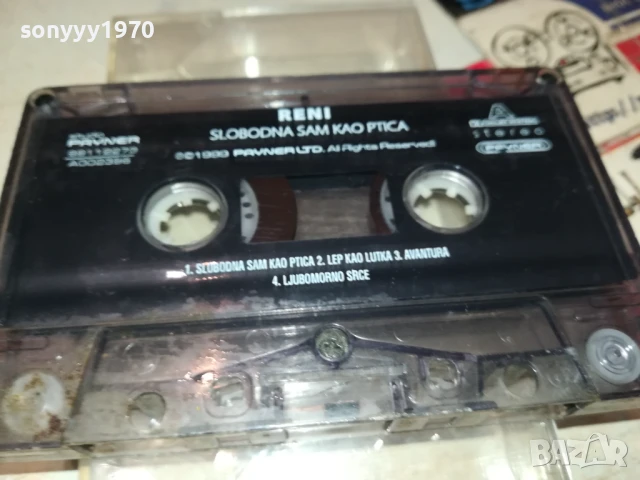 sonyyy1970
RENI
SLOBODNA SAM KAO PTICA
©℗1999 PAYNER LTD. All Rights Reserved!
PAYNER
stereo
1. SLOBODNA SAM KAO PTICA 2. LEP KAO LUTKA 3. AVANTURA
4. LJUBOMORNO SRCE
BAZAR